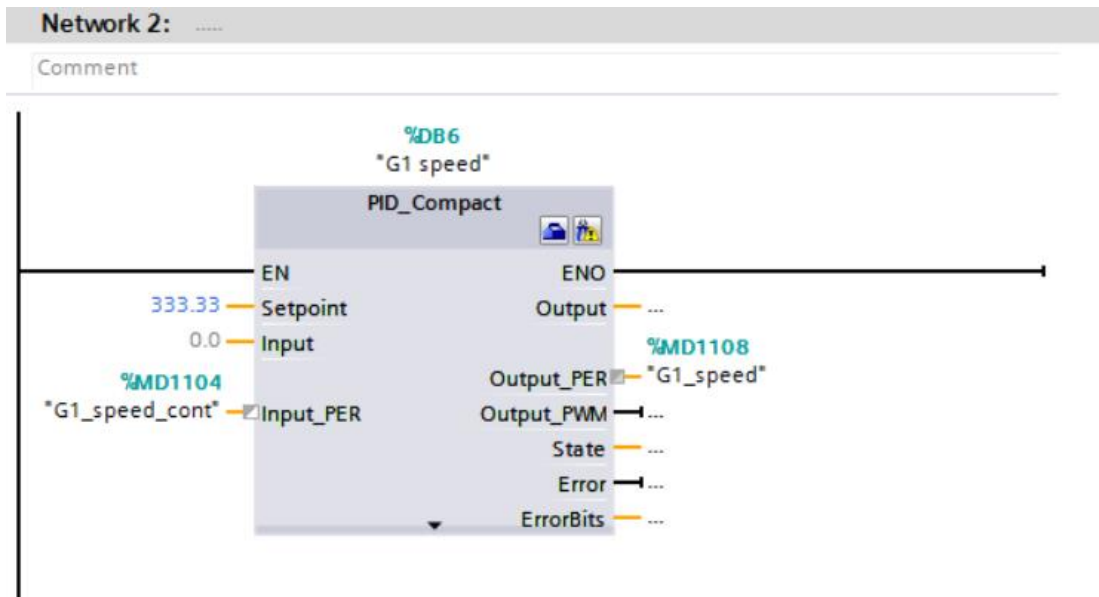 Network 2: .....
Comment
%DB6
"G1 speed"
PID_Compact
EN ENO
333.33 Setpoint Output ...
0.0 Input
%MD1104 %MD1108
"G1_speed_cont" Input_PER Output_PER "G1_speed"
Output_PWM ...
State ...
Error ...
ErrorBits ...